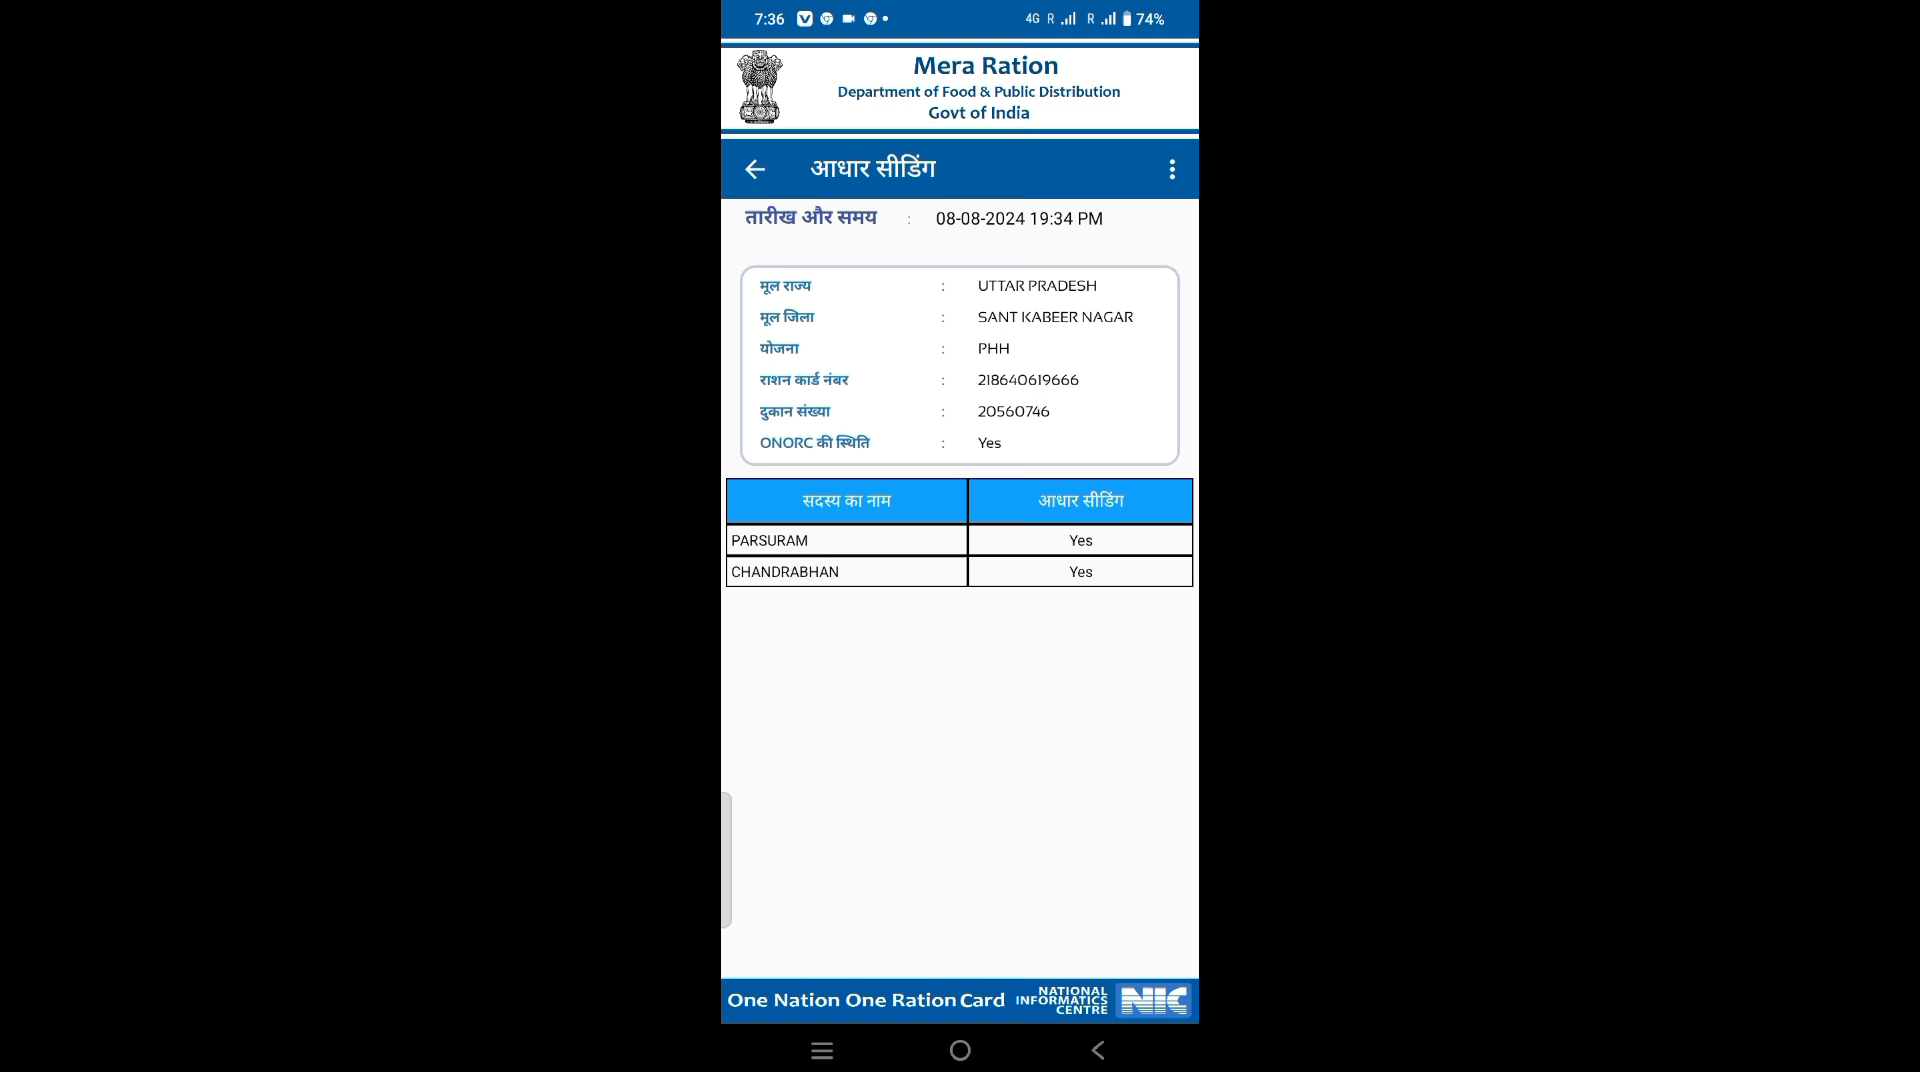 7:36 4G R R 74%
Mera Ration
Department of Food & Public Distribution
Govt of India
आधार सीडिंग
तारीख और समय : 08-08-2024 19:34 PM
मूल राज्य : UTTAR PRADESH
मूल जिला : SANT KABEER NAGAR
योजना : PHH
राशन कार्ड नंबर : 218640619666
दुकान संख्या : 20560746
ONORC की स्थिति : Yes
सदस्य का नाम आधार सीडिंग
PARSURAM Yes
CHANDRABHAN Yes
One Nation One Ration Card NATIONAL INFORMATICS CENTRE NIC